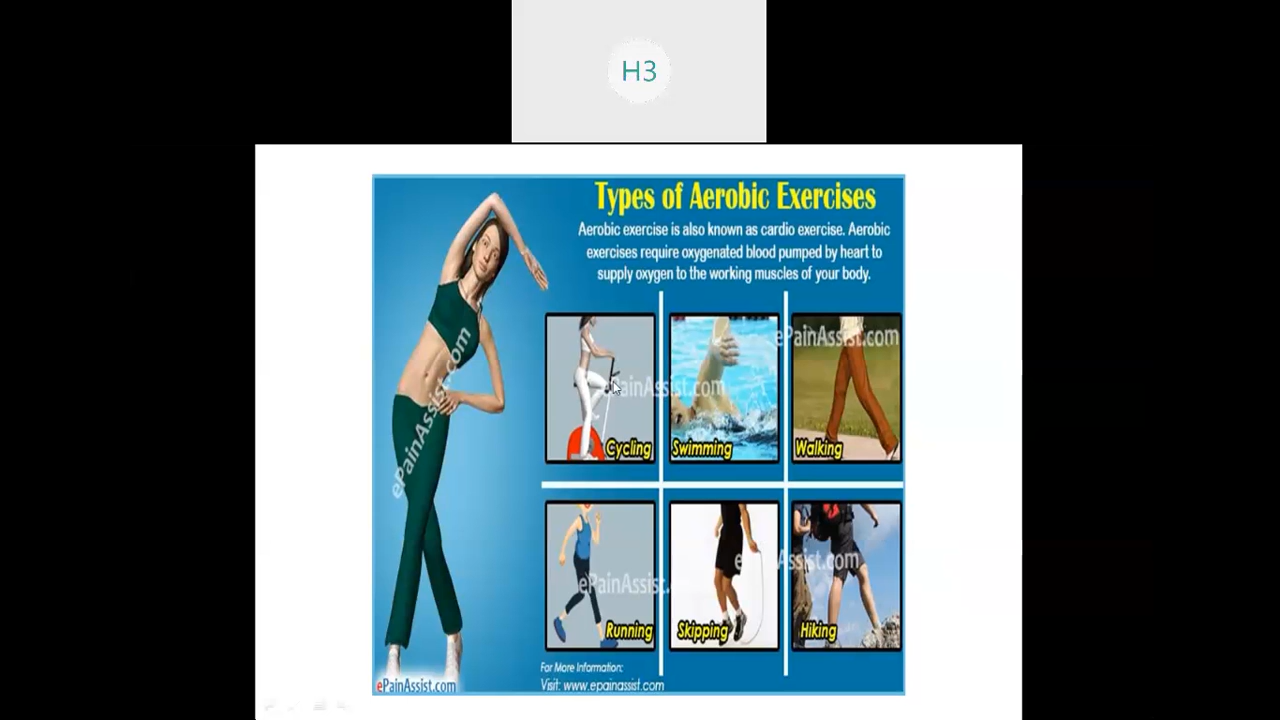 H3
Types of Aerobic Exercises
Aerobic exercise is also known as cardio exercise. Aerobic
exercises require oxygenated blood pumped by heart to
supply oxygen to the working muscles of your body.
ePainAssist.com
ePainAssist.com
ePainAssist.com
Cycling
Swimming
Walking
ePainAssist.
Assist.com
Running
Skipping
Hiking
For More Information:
Visit: www.epainassist.com
ePainAssist.com